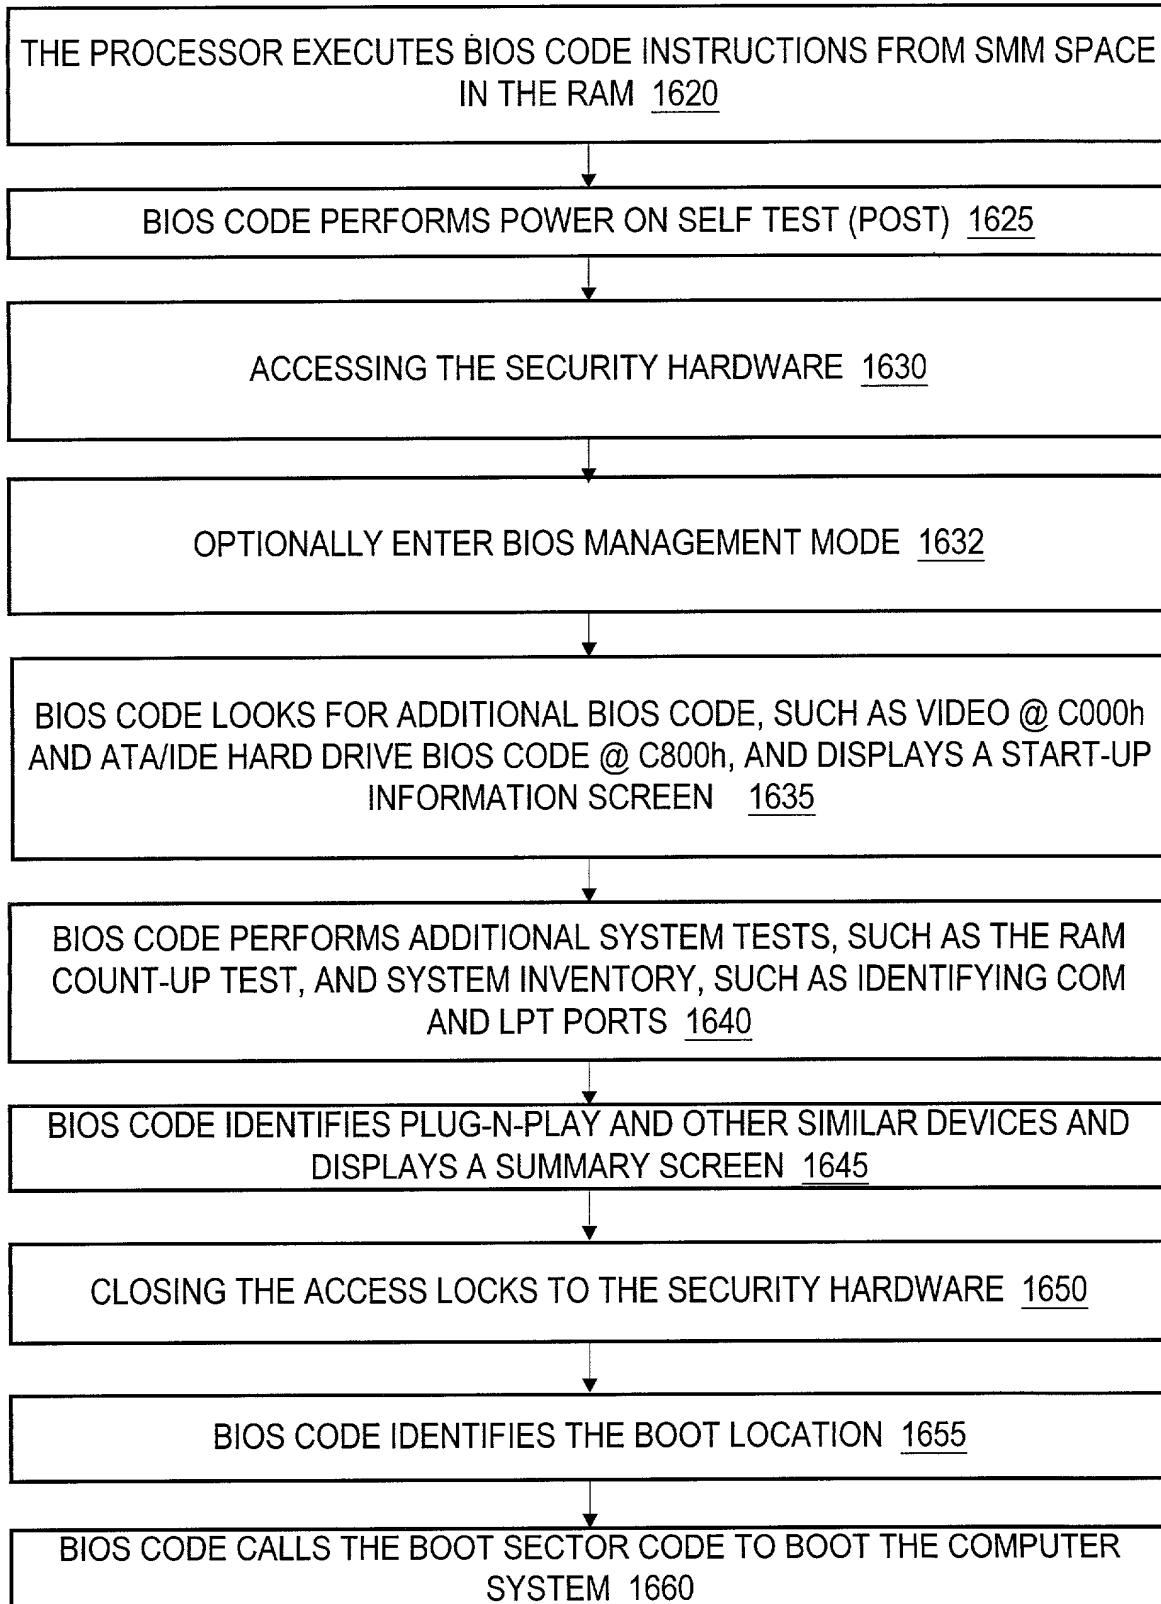 THE PROCESSOR EXECUTES BIOS CODE INSTRUCTIONS FROM SMM SPACE
IN THE RAM 1620
BIOS CODE PERFORMS POWER ON SELF TEST (POST) 1625
ACCESSING THE SECURITY HARDWARE 1630
OPTIONALLY ENTER BIOS MANAGEMENT MODE 1632
BIOS CODE LOOKS FOR ADDITIONAL BIOS CODE, SUCH AS VIDEO @ C000h
AND ATA/IDE HARD DRIVE BIOS CODE @ C800h, AND DISPLAYS A START-UP
INFORMATION SCREEN 1635
BIOS CODE PERFORMS ADDITIONAL SYSTEM TESTS, SUCH AS THE RAM
COUNT-UP TEST, AND SYSTEM INVENTORY, SUCH AS IDENTIFYING COM
AND LPT PORTS 1640
BIOS CODE IDENTIFIES PLUG-N-PLAY AND OTHER SIMILAR DEVICES AND
DISPLAYS A SUMMARY SCREEN 1645
CLOSING THE ACCESS LOCKS TO THE SECURITY HARDWARE 1650
BIOS CODE IDENTIFIES THE BOOT LOCATION 1655
BIOS CODE CALLS THE BOOT SECTOR CODE TO BOOT THE COMPUTER
SYSTEM 1660